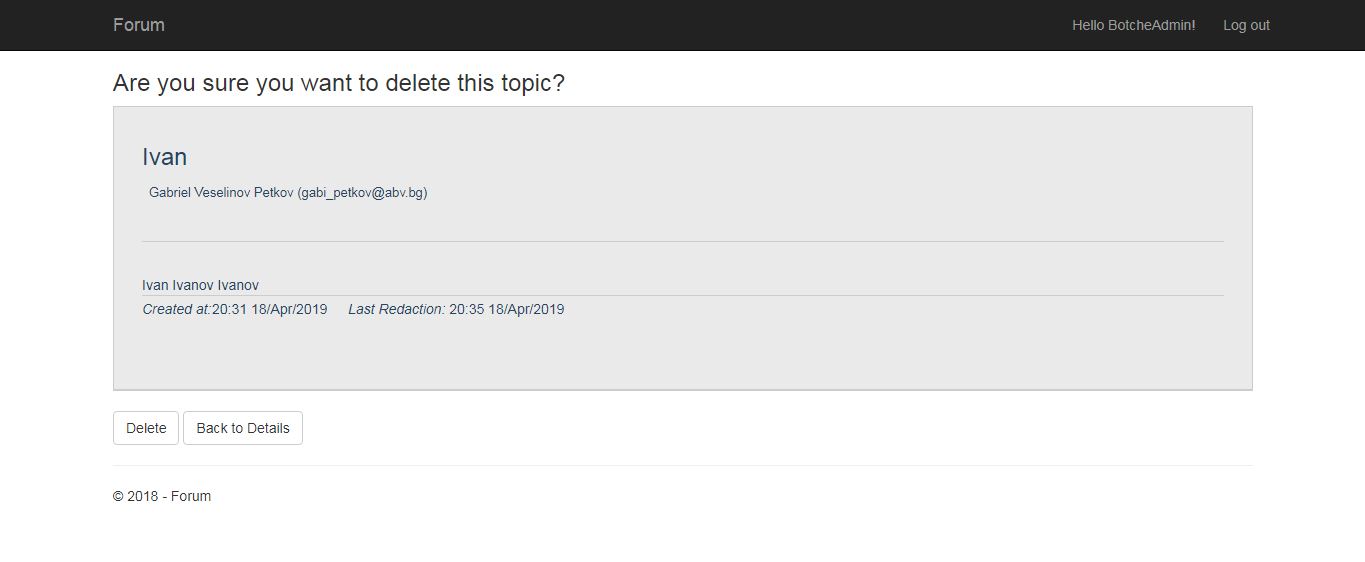 Forum Hello BotcheAdmin! Log out
Are you sure you want to delete this topic?
Ivan
Gabriel Veselinov Petkov (gabi_petkov@abv.bg)
Ivan Ivanov Ivanov
Created at:20:31 18/Apr/2019 Last Redaction: 20:35 18/Apr/2019
Delete Back to Details
© 2018 - Forum